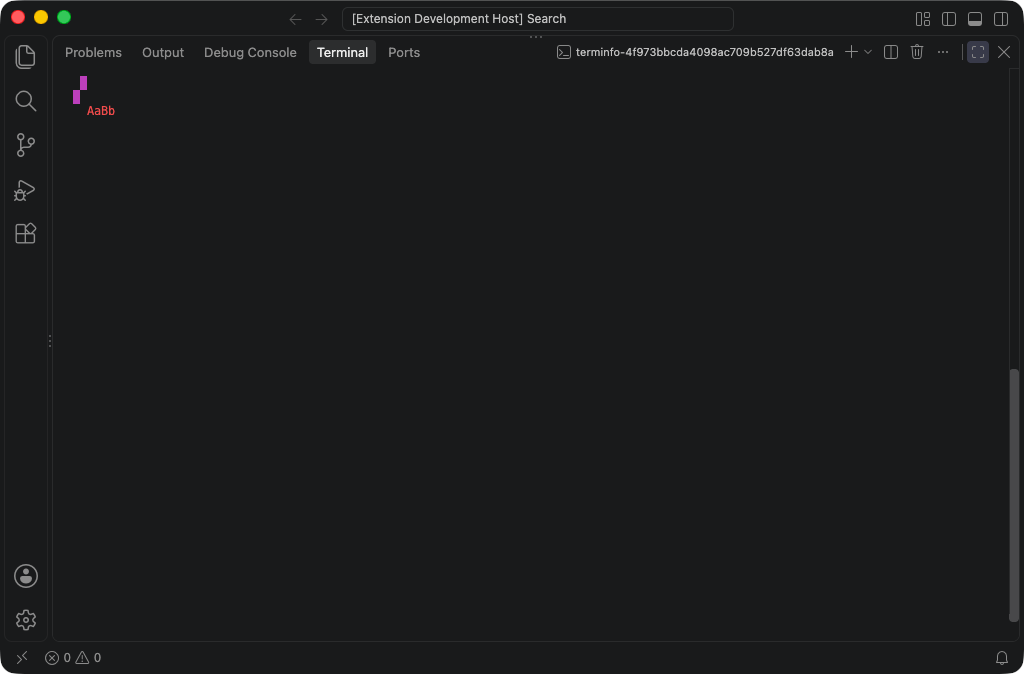 [Extension Development Host] Search
Problems Output Debug Console Terminal Ports terminfo-4f973bbcda4098ac709b527df63dab8a
AaBb
0 0